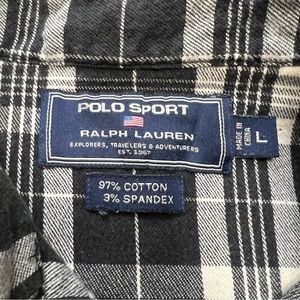 POLO SPORT
RALPH LAUREN
EXPLORERS, TRAVELERS & ADVENTURERS
EST. 1967
MADE IN
CHINA
L
97% COTTON
3% SPANDEX